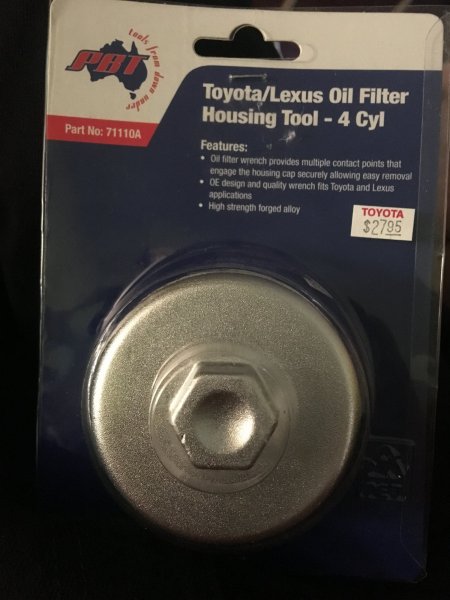 tools from down under
PBT
Part No: 71110A
Toyota/Lexus Oil Filter
Housing Tool - 4 Cyl
Features:
• Oil filter wrench provides multiple contact points that
engage the housing cap securely allowing easy removal
• OE design and quality wrench fits Toyota and Lexus
applications
• High strength forged alloy
TOYOTA
$27.95